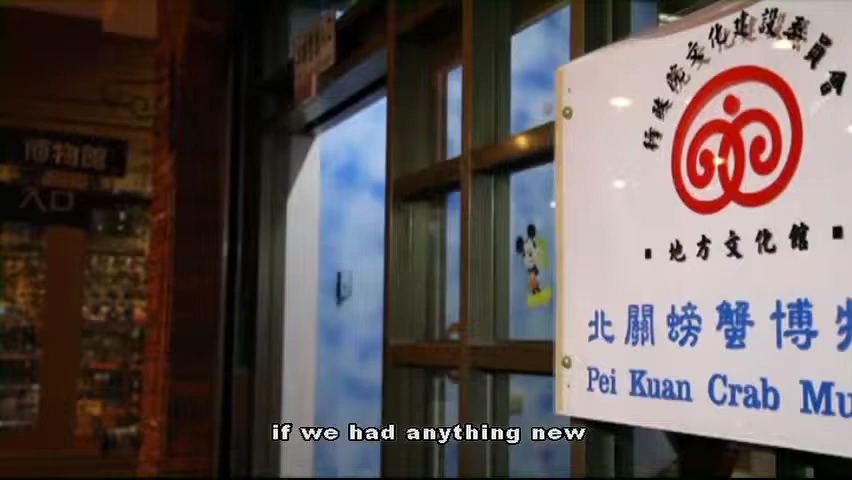 博物館
入口
行政院文化建設委員會
地方文化館
北關螃蟹博
Pei Kuan Crab Mu
if we had anything new